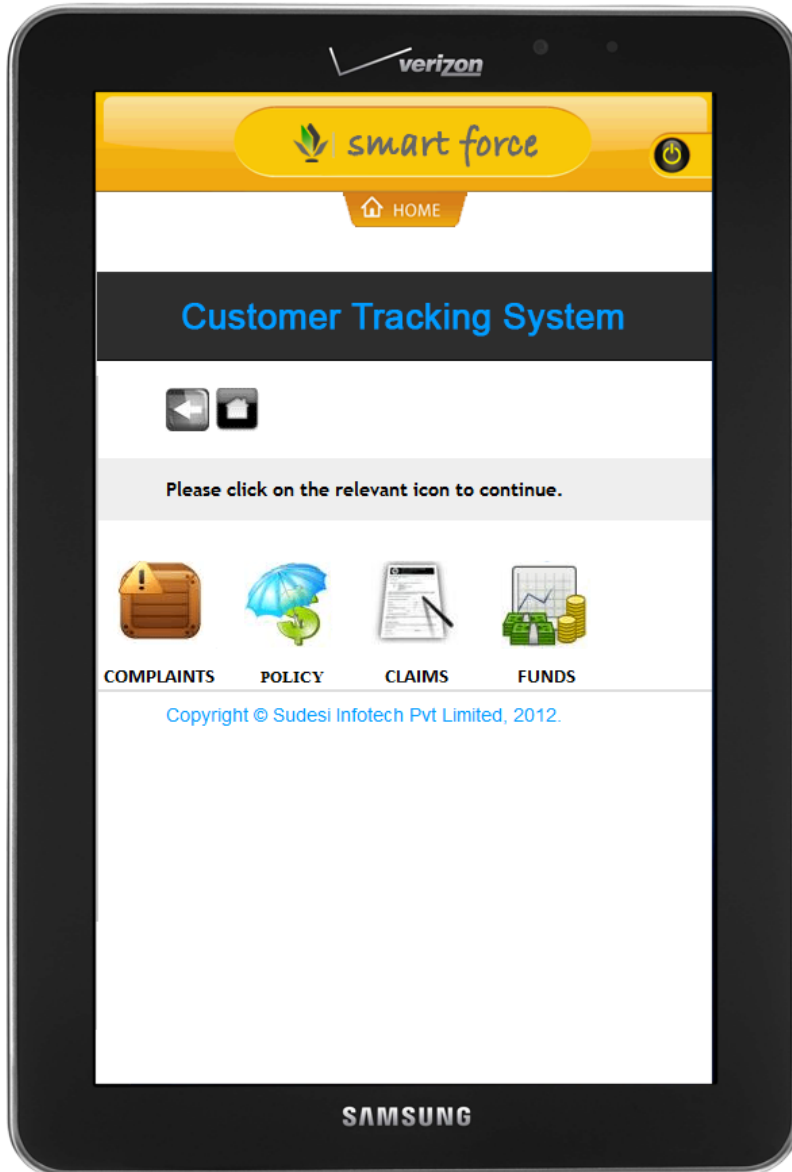 verizon
smart force
HOME
Customer Tracking System
Please click on the relevant icon to continue.
COMPLAINTS POLICY CLAIMS FUNDS
Copyright © Sudesi Infotech Pvt Limited, 2012.
SAMSUNG